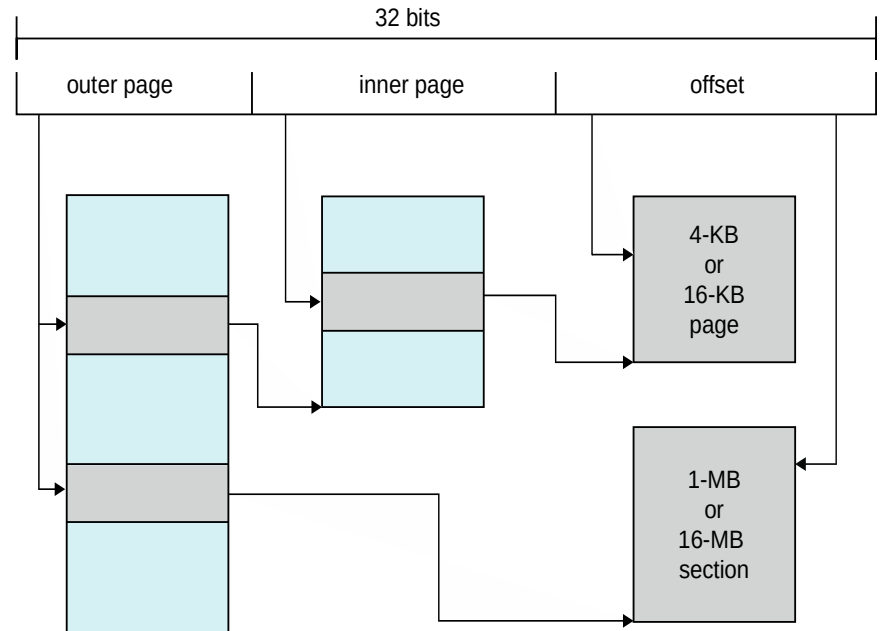 32 bits
outer page
inner page
offset
4-KB
or
16-KB
page
1-MB
or
16-MB
section